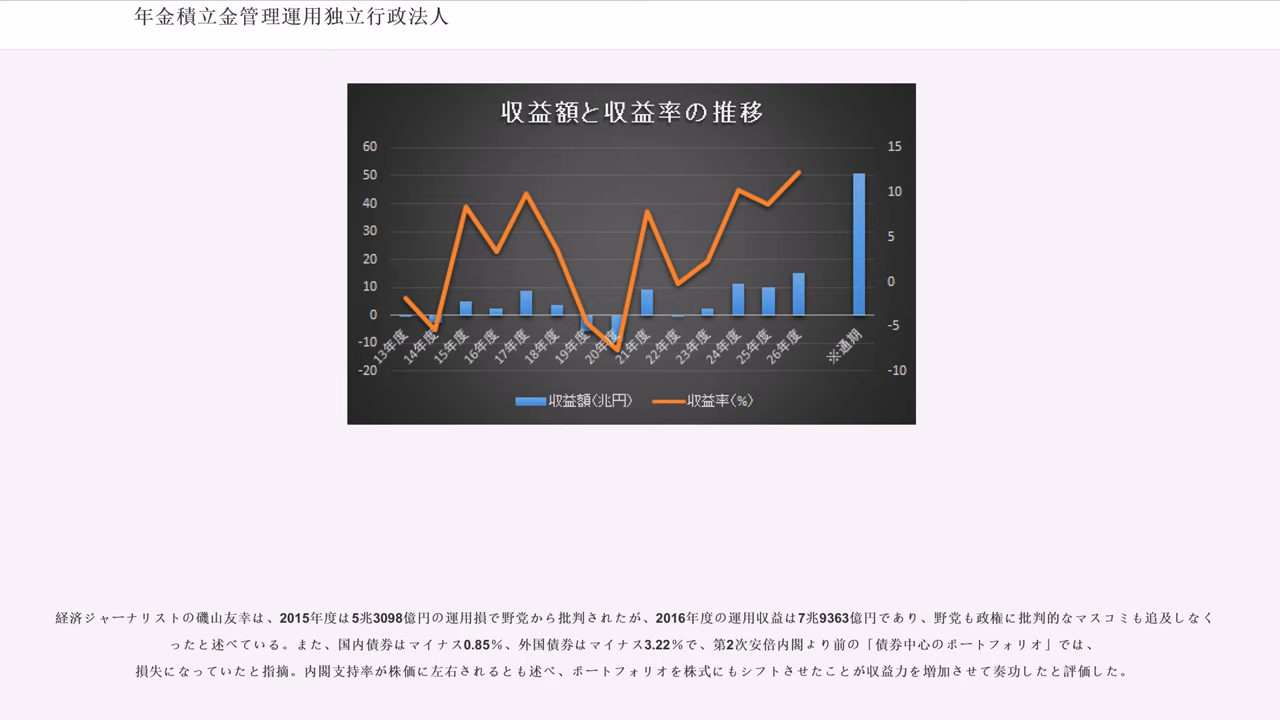 年金積立金管理運用独立行政法人
収益額と収益率の推移
60
50
40
30
20
10
0
-10
-20
15
10
5
0
-5
-10
13年度
14年度
15年度
16年度
17年度
18年度
19年度
20年度
21年度
22年度
23年度
24年度
25年度
26年度
※通期
収益額(兆円)
収益率(%)
経済ジャーナリストの磯山友幸は、2015年度は5兆3098億円の運用損で野党から批判されたが、2016年度の運用収益は7兆9363億円であり、野党も政権に批判的なマスコミも追及しなく
ったと述べている。また、国内債券はマイナス0.85%、外国債券はマイナス3.22%で、第2次安倍内閣より前の「債券中心のポートフォリオ」では、
損失になっていたと指摘。内閣支持率が株価に左右されるとも述べ、ポートフォリオを株式にもシフトさせたことが収益力を増加させて奏功したと評価した。